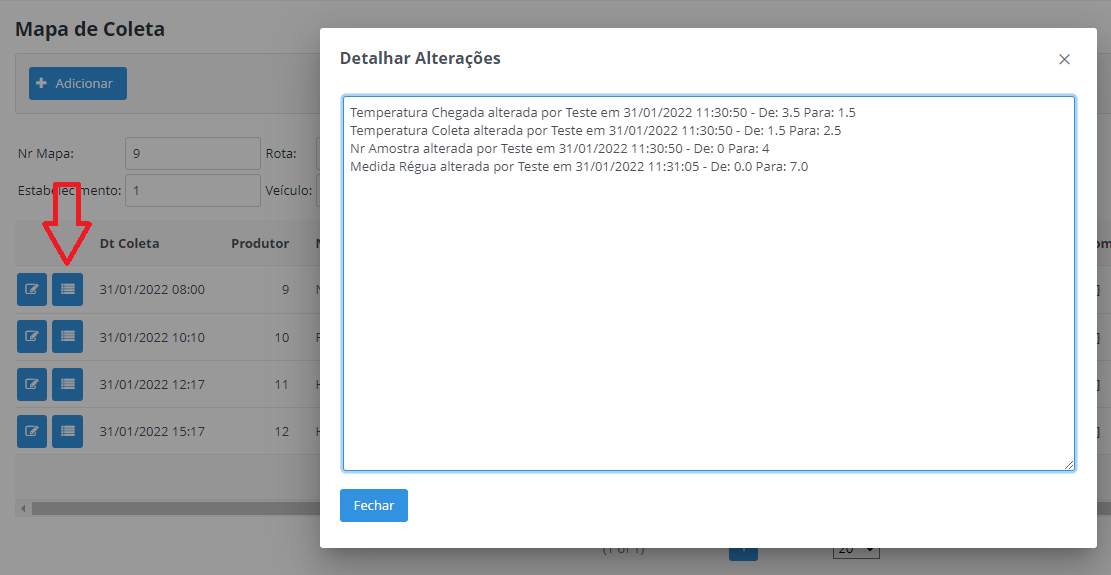 Mapa de Coleta
Adicionar
Nr Mapa: 9 Rota:
Estabelecimento: 1 Veículo:
Dt Coleta Produtor
31/01/2022 08:00 9
31/01/2022 10:10 10
31/01/2022 12:17 11
31/01/2022 15:17 12
Detalhar Alterações
Temperatura Chegada alterada por Teste em 31/01/2022 11:30:50 - De: 3.5 Para: 1.5
Temperatura Coleta alterada por Teste em 31/01/2022 11:30:50 - De: 1.5 Para: 2.5
Nr Amostra alterada por Teste em 31/01/2022 11:30:50 - De: 0 Para: 4
Medida Régua alterada por Teste em 31/01/2022 11:31:05 - De: 0.0 Para: 7.0
Fechar
(1 of 1) 20